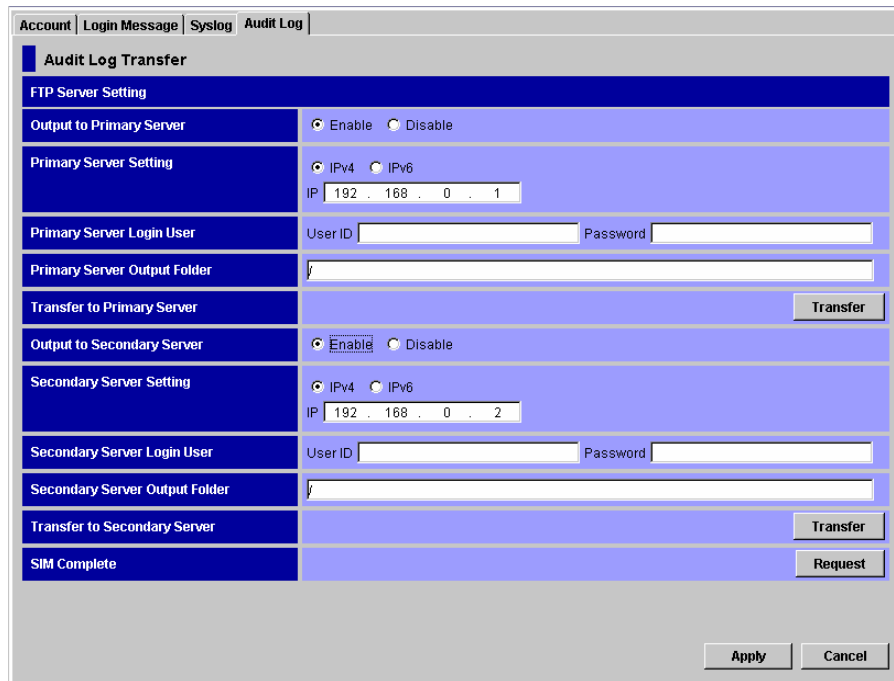 Account Login Message Syslog Audit Log
Audit Log Transfer
FTP Server Setting
Output to Primary Server Enable Disable
Primary Server Setting IPv4 IPv6
IP 192 . 168 . 0 . 1
Primary Server Login User User ID Password
Primary Server Output Folder /
Transfer to Primary Server Transfer
Output to Secondary Server Enable Disable
Secondary Server Setting IPv4 IPv6
IP 192 . 168 . 0 . 2
Secondary Server Login User User ID Password
Secondary Server Output Folder /
Transfer to Secondary Server Transfer
SIM Complete Request
Apply Cancel